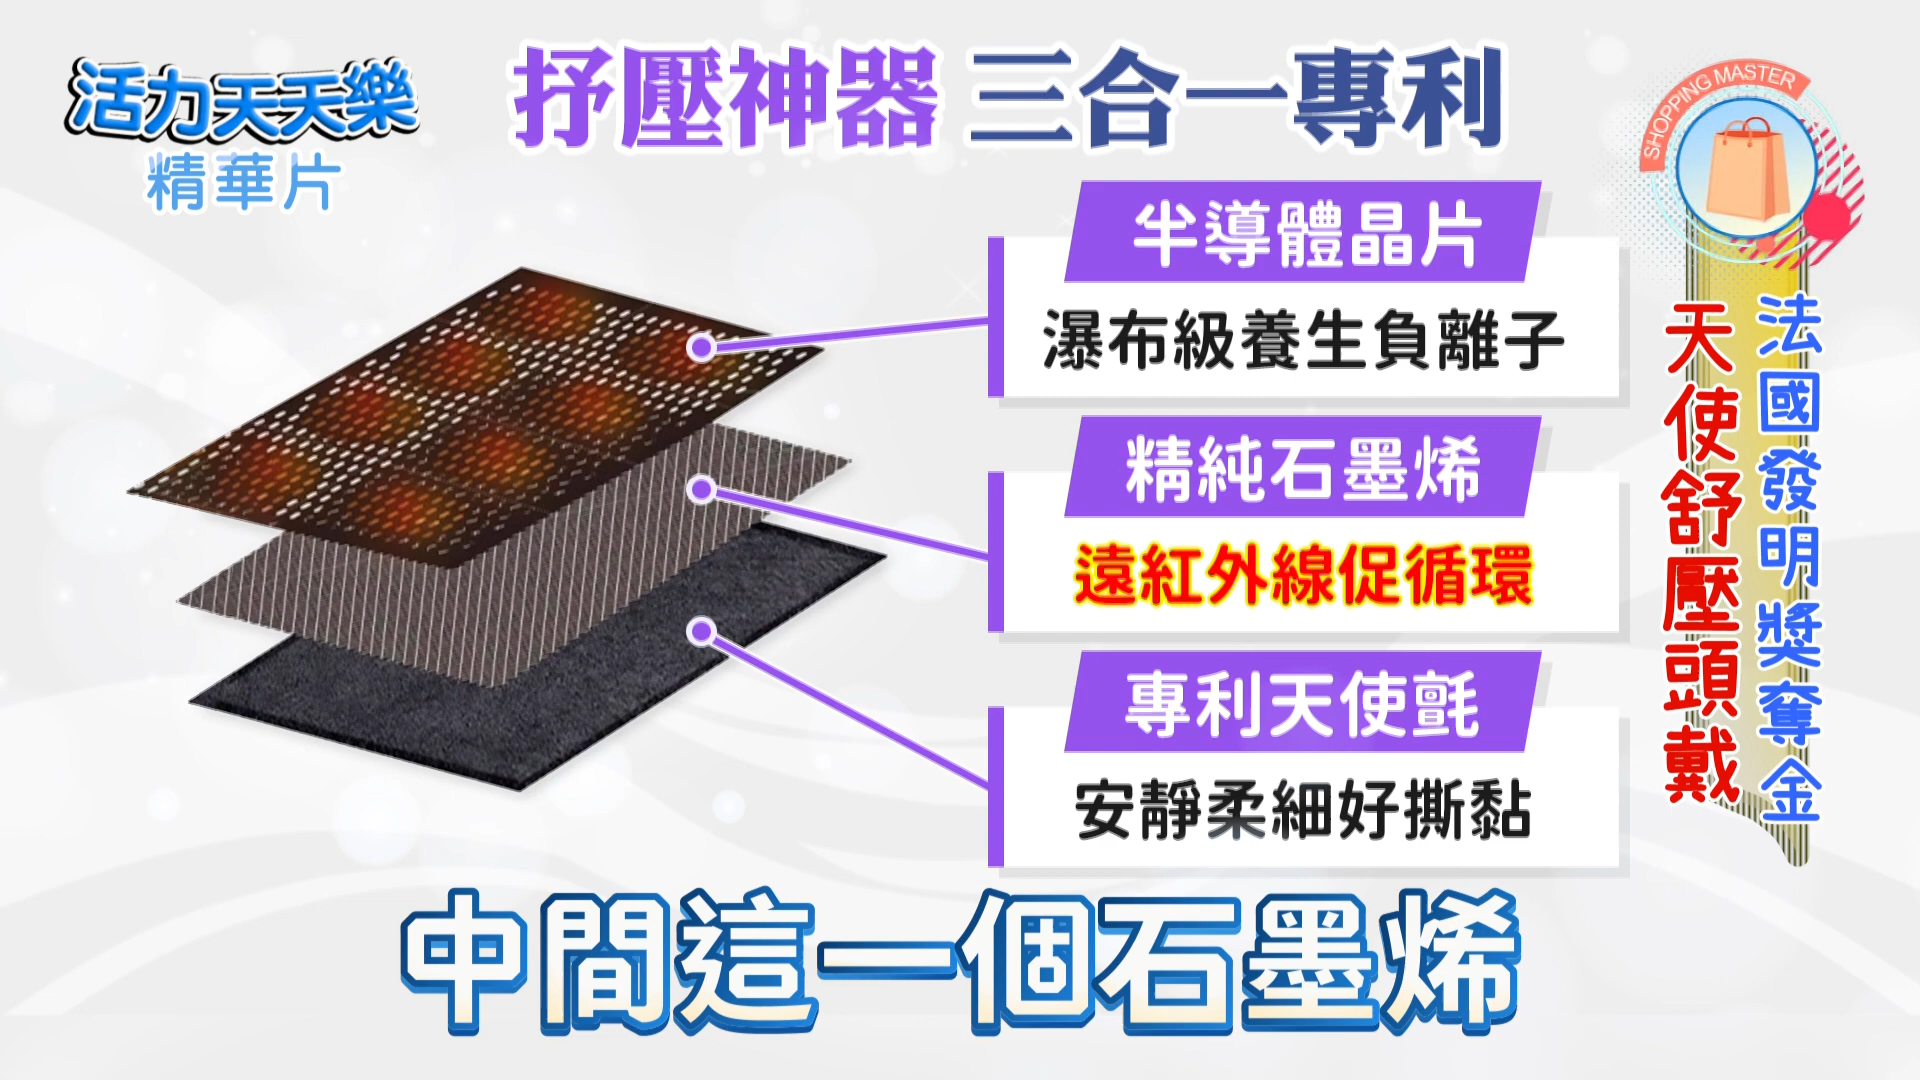 活力天天樂
精華片
抒壓神器 三合一專利
SHOPPING MASTER
半導體晶片
瀑布級養生負離子
精純石墨烯
遠紅外線促循環
專利天使氈
安靜柔細好撕黏
法國發明獎奪金
天使舒壓頭戴
中間這一個石墨烯